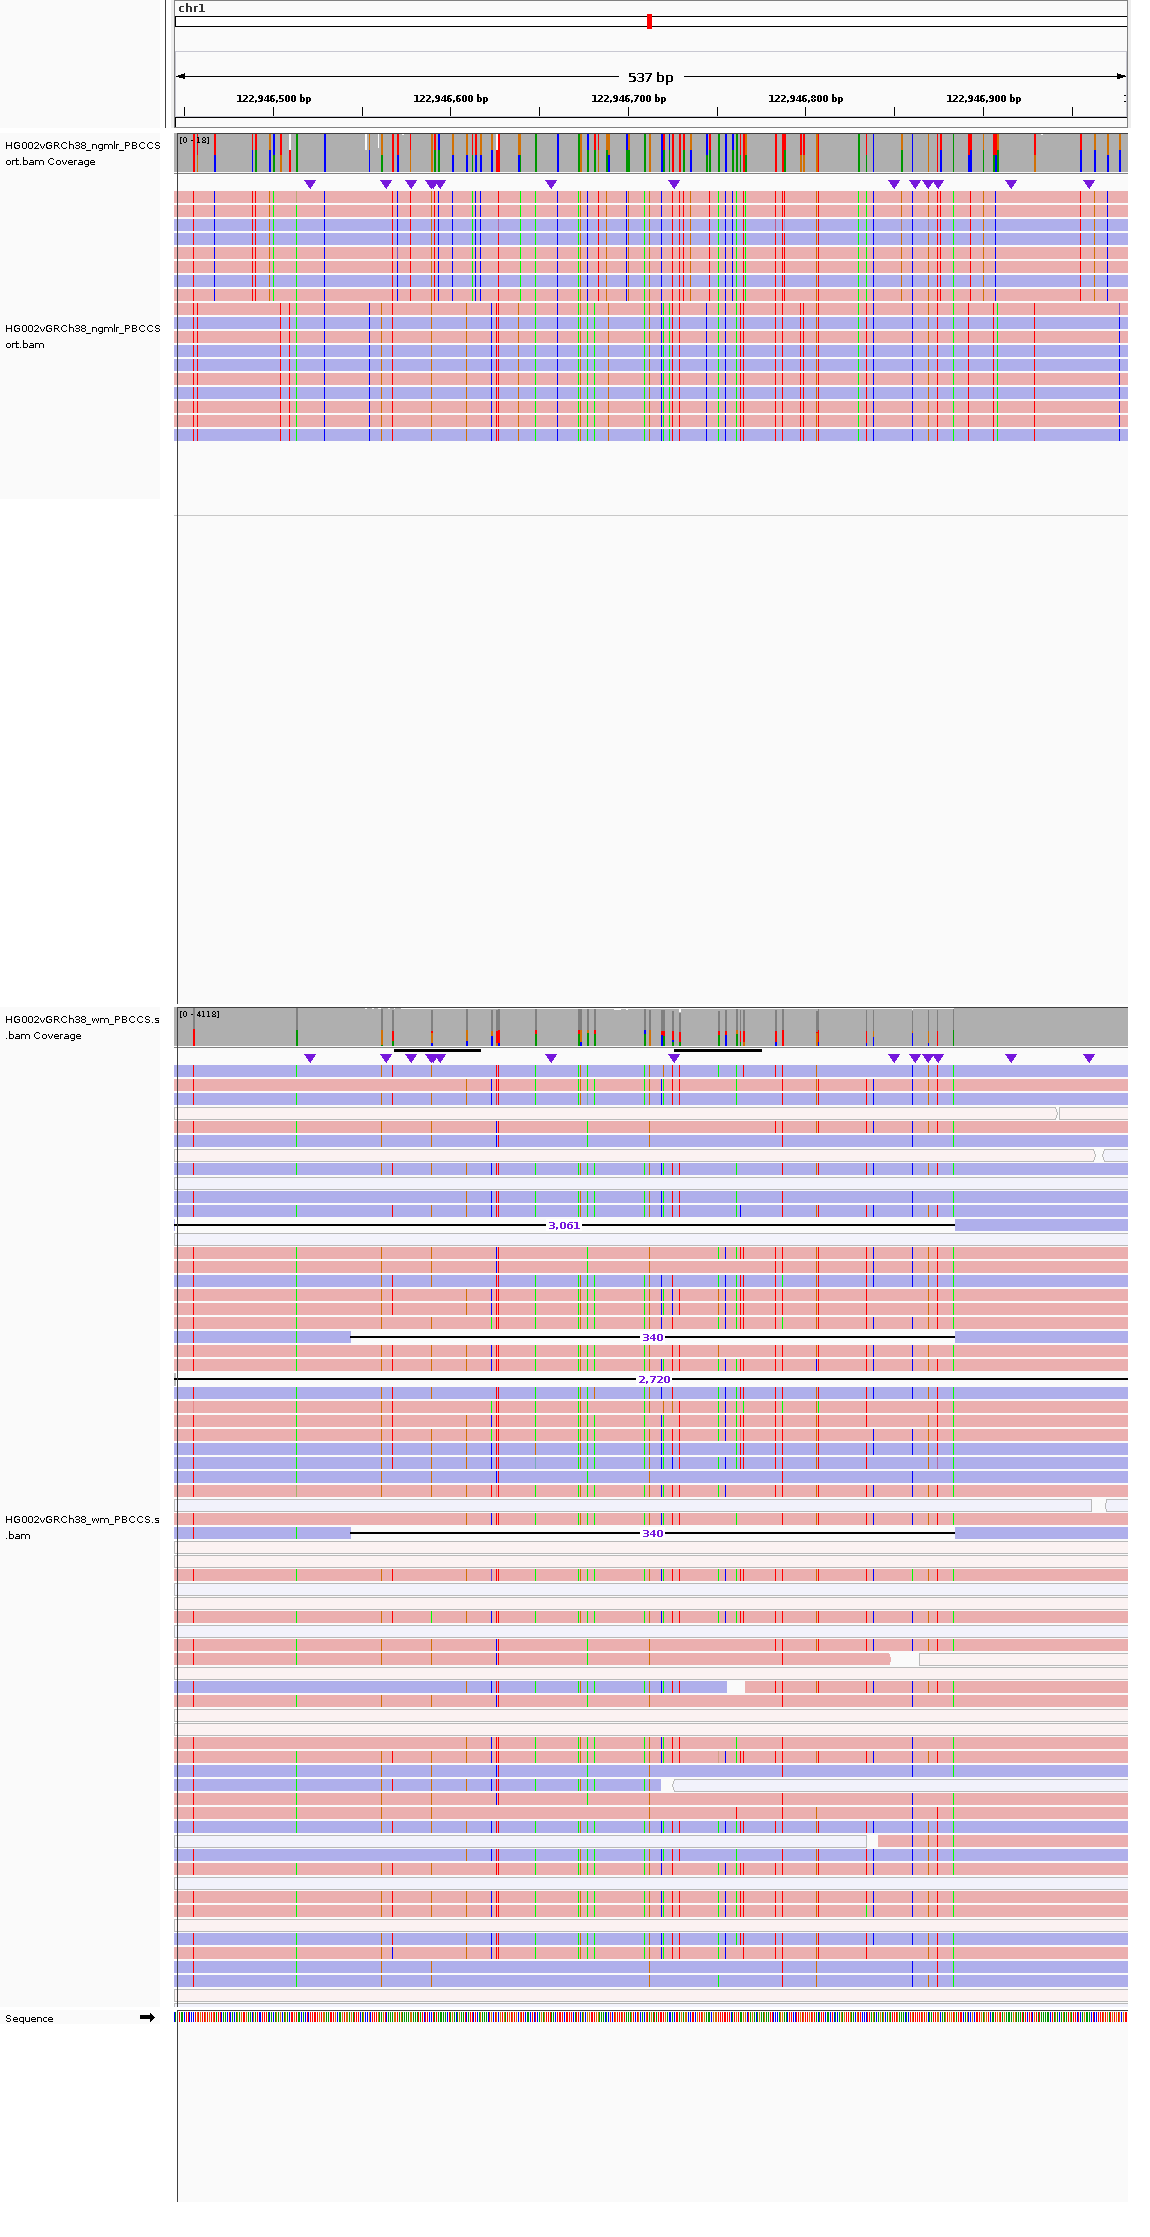 chr1
537 bp
122,946,500 bp 122,946,600 bp 122,946,700 bp 122,946,800 bp 122,946,900 bp
HG002vGRCh38_ngmlr_PBCCS
ort.bam Coverage
[0 - 18]
HG002vGRCh38_ngmlr_PBCCS
ort.bam
HG002vGRCh38_wm_PBCCS.s
.bam Coverage
[0 - 4118]
3,061
340
2,720
HG002vGRCh38_wm_PBCCS.s
.bam
340
Sequence